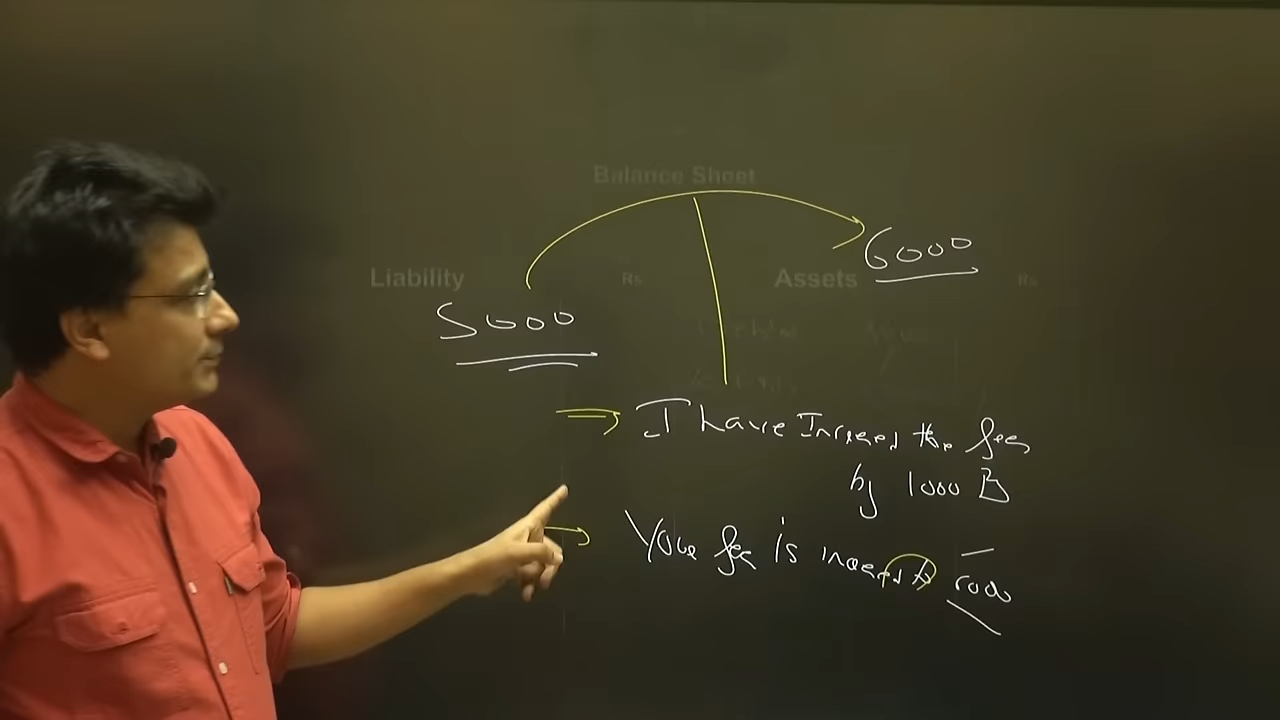 Balance Sheet
6000
Liability Rs Assets Rs
5000
I have Increased the fees
by 1000 Rs
Your fee is increased to